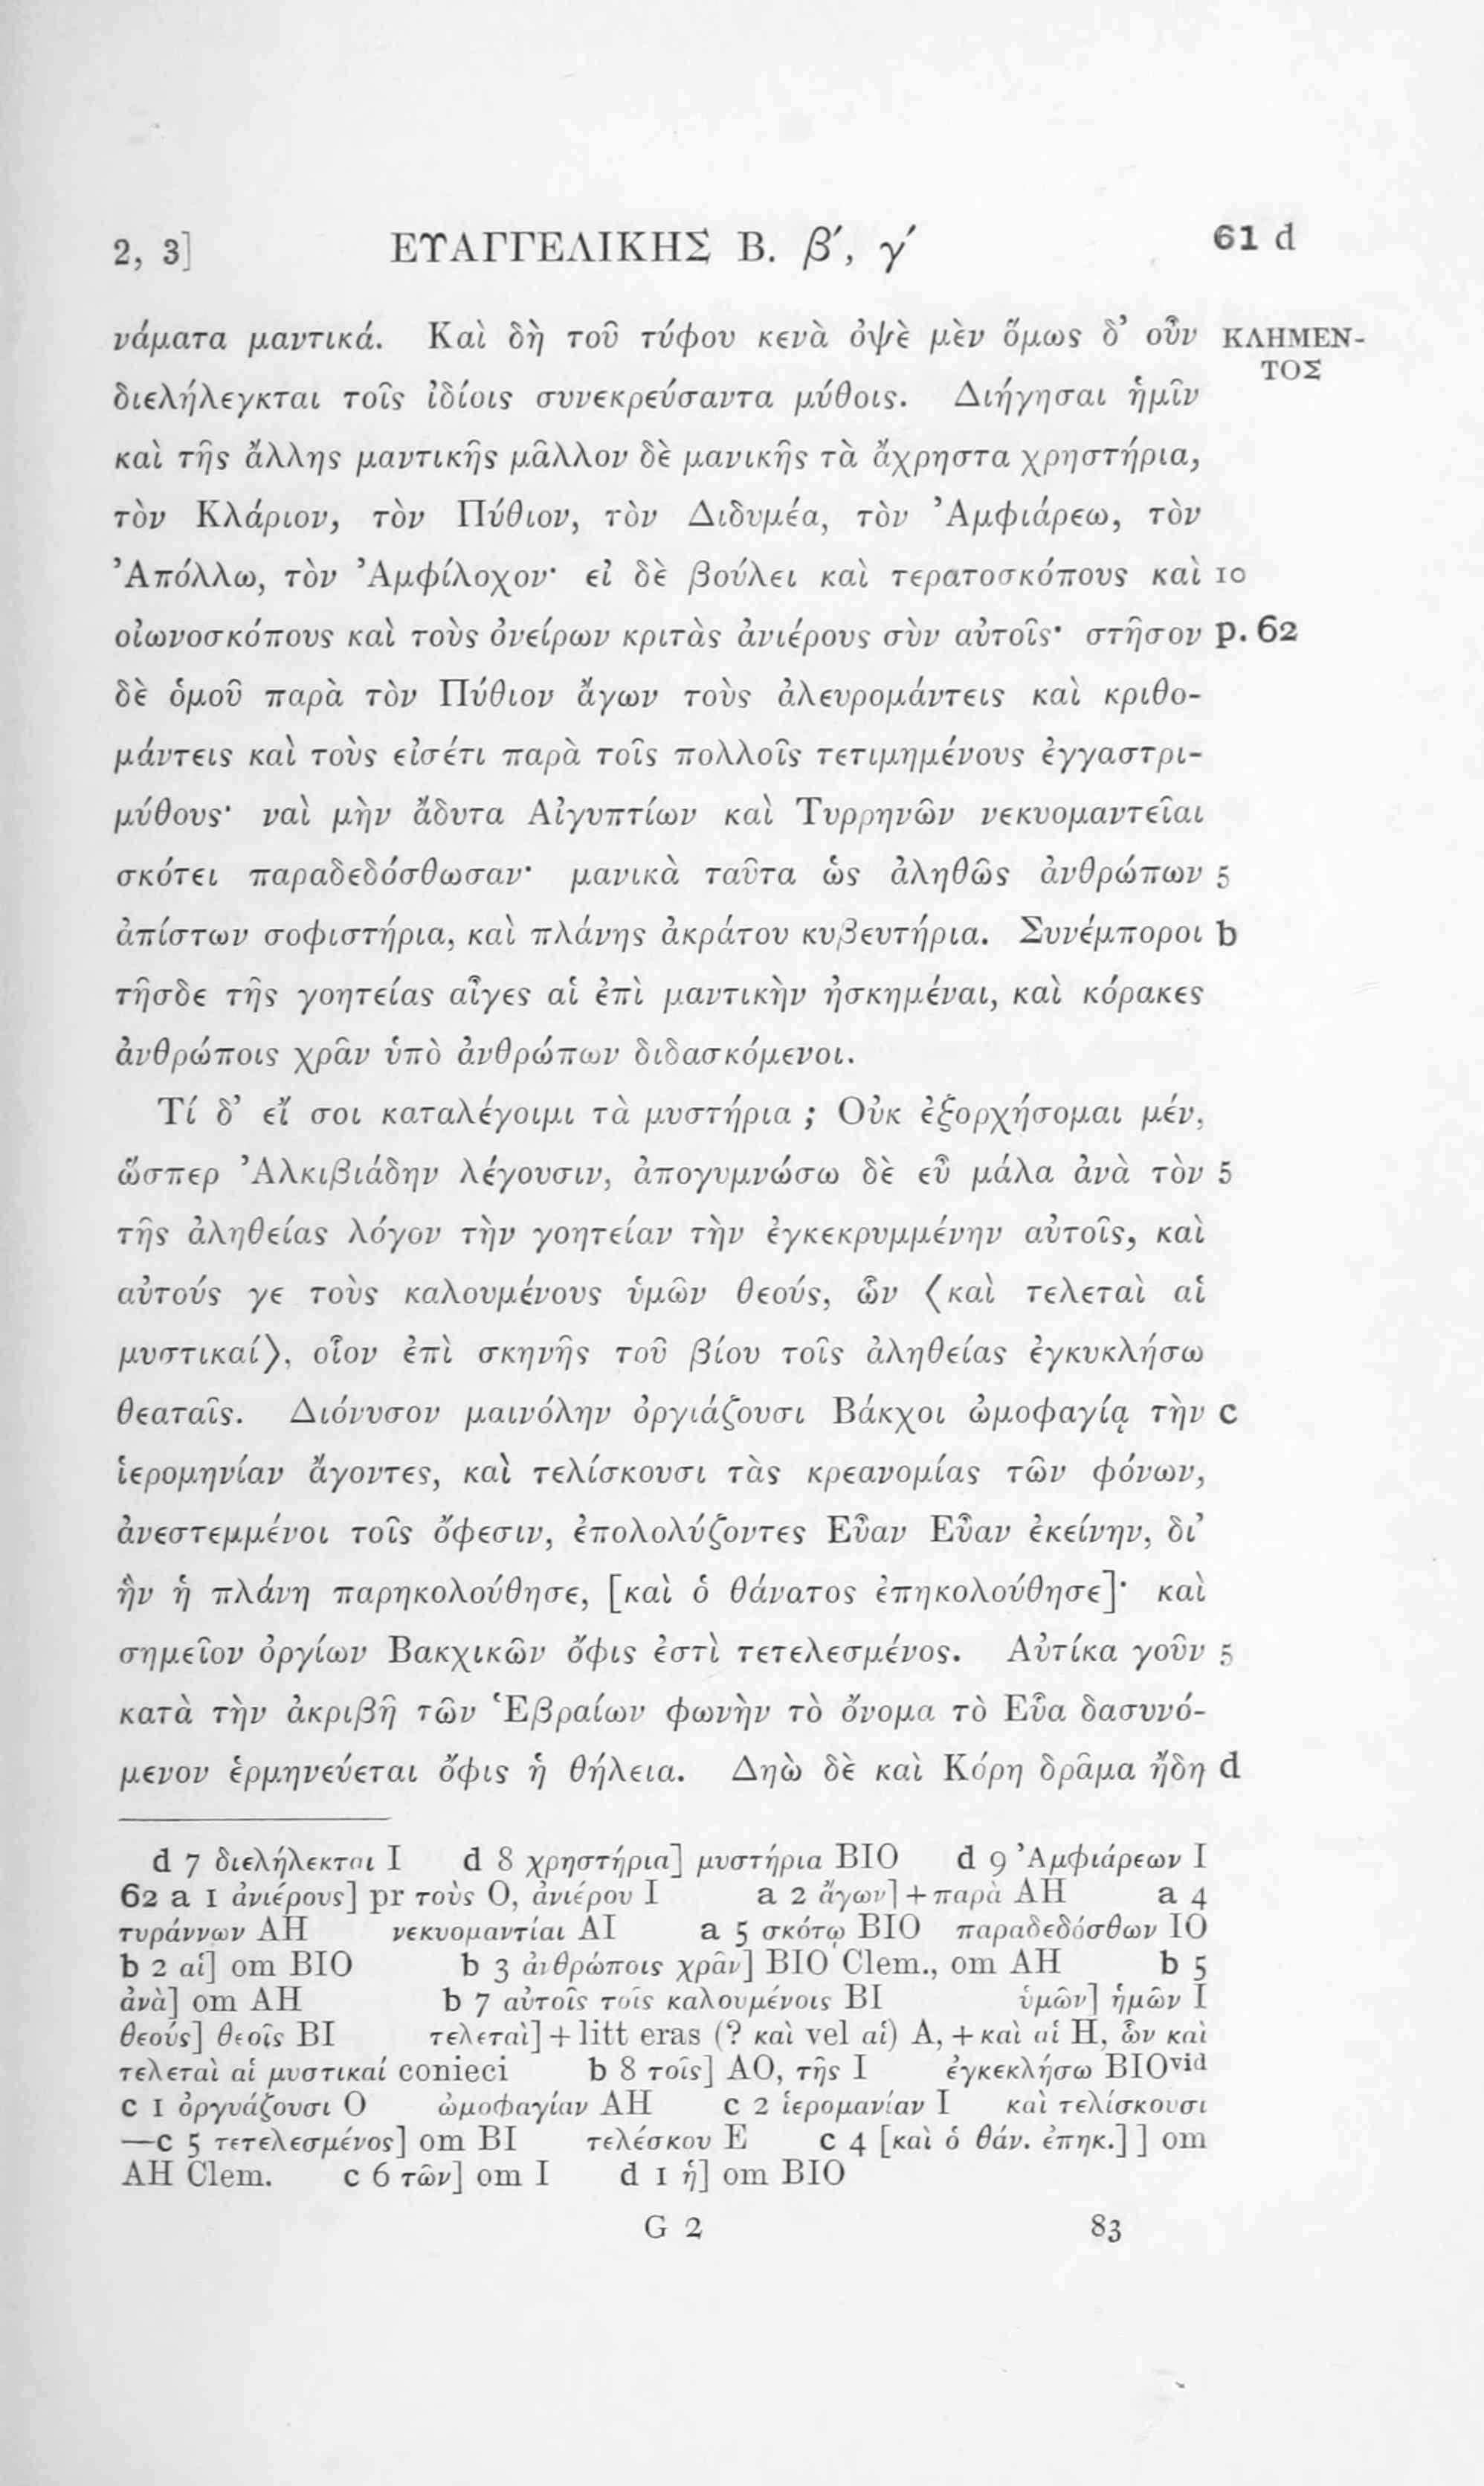 2, 3] ΕΥΑΓΓΕΛΙΚΗΣ Β. β′, γ′ 61 d
νάματα μαντικά. Καὶ δὴ τοῦ τύφου κενὰ ὀψὲ μὲν ὅμως δ’ οὖν ΚΛΗΜΕΝ-
ΤΟΣ
διελήλεγκται τοῖς ἰδίοις συνεκρεύσαντα μύθοις. Διήγησαι ἡμῖν
καὶ τῆς ἄλλης μαντικῆς μᾶλλον δὲ μανικῆς τὰ ἄχρηστα χρηστήρια,
τὸν Κλάριον, τὸν Πύθιον, τὸν Διδυμέα, τὸν Ἀμφιάρεω, τὸν
Ἀπόλλω, τὸν Ἀμφίλοχον· εἰ δὲ βούλει καὶ τερατοσκόπους καὶ 10
οἰωνοσκόπους καὶ τοὺς ὀνείρων κριτὰς ἀνιέρους σὺν αὐτοῖς· στῆσον p. 62
δὲ ὁμοῦ παρὰ τὸν Πύθιον ἄγων τοὺς ἀλευρομάντεις καὶ κριθο-
μάντεις καὶ τοὺς εἰσέτι παρὰ τοῖς πολλοῖς τετιμημένους ἐγγαστρι-
μύθους· ναὶ μὴν ἄδυτα Αἰγυπτίων καὶ Τυρρηνῶν νεκυομαντεῖαι
σκότει παραδεδόσθωσαν· μανικὰ ταῦτα ὡς ἀληθῶς ἀνθρώπων 5
ἀπίστων σοφιστήρια, καὶ πλάνης ἀκράτου κυβευτήρια. Συνέμποροι b
τῆσδε τῆς γοητείας αἶγες αἱ ἐπὶ μαντικὴν ἠσκημέναι, καὶ κόρακες
ἀνθρώποις χρᾶν ὑπὸ ἀνθρώπων διδασκόμενοι.
Τί δ’ εἴ σοι καταλέγοιμι τὰ μυστήρια ; Οὐκ ἐξορχήσομαι μέν,
ὥσπερ Ἀλκιβιάδην λέγουσιν, ἀπογυμνώσω δὲ εὖ μάλα ἀνὰ τὸν 5
τῆς ἀληθείας λόγον τὴν γοητείαν τὴν ἐγκεκρυμμένην αὐτοῖς, καὶ
αὐτούς γε τοὺς καλουμένους ὑμῶν θεούς, ὧν ⟨καὶ τελεταὶ αἱ
μυστικαί⟩, οἷον ἐπὶ σκηνῆς τοῦ βίου τοῖς ἀληθείας ἐγκυκλήσω
θεαταῖς. Διόνυσον μαινόλην ὀργιάζουσι Βάκχοι ὠμοφαγίᾳ τὴν c
ἱερομηνίαν ἄγοντες, καὶ τελίσκουσι τὰς κρεανομίας τῶν φόνων,
ἀνεστεμμένοι τοῖς ὄφεσιν, ἐπολολύζοντες Εὖαν Εὖαν ἐκείνην, δι’
ἣν ἡ πλάνη παρηκολούθησε, [καὶ ὁ θάνατος ἐπηκολούθησε]· καὶ
σημεῖον ὀργίων Βακχικῶν ὄφις ἐστὶ τετελεσμένος. Αὐτίκα γοῦν 5
κατὰ τὴν ἀκριβῆ τῶν Ἑβραίων φωνὴν τὸ ὄνομα τὸ Εὖα δασυνό-
μενον ἑρμηνεύεται ὄφις ἡ θήλεια. Δηὼ δὲ καὶ Κόρη δρᾶμα ἤδη d
d 7 διελήλεκται I d 8 χρηστήρια] μυστήρια BIO d 9 Ἀμφιάρεων I
62 a 1 ἀνιέρους] pr τοὺς O, ἀνιέρου I a 2 ἄγων]+παρὰ AH a 4
τυράννων AH νεκυομαντίαι AI a 5 σκότῳ BIO παραδεδόσθων IO
b 2 αἱ] om BIO b 3 ἀνθρώποις χρᾶν] BIO Clem., om AH b 5
ἀνὰ] om AH b 7 αὐτοῖς τοῖς καλουμένοις BI ὑμῶν] ἡμῶν I
θεούς] θεοῖς BI τελεταὶ]+litt eras (? καὶ vel αἱ) A, +καὶ αἱ H, ὧν καὶ
τελεταὶ αἱ μυστικαί conieci b 8 τοῖς] AO, τῆς I ἐγκεκλήσω BIOvid
c 1 ὀργυάζουσι O ὠμοφαγίαν AH c 2 ἱερομανίαν I καὶ τελίσκουσι
—c 5 τετελεσμένος] om BI τελέσκου E c 4 [καὶ ὁ θάν. ἐπηκ.] ] om
AH Clem. c 6 τῶν] om I d 1 ἡ] om BIO
G 2 83